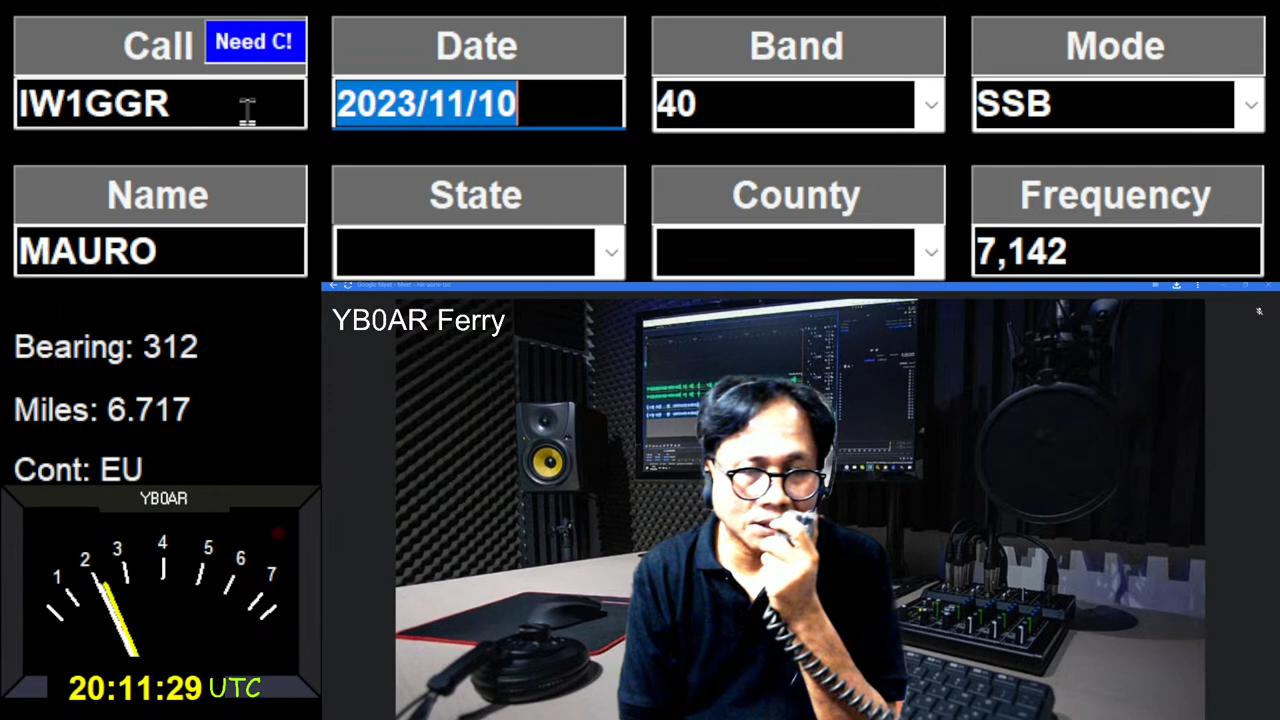 Call Need C!
Date
Band
Mode
IW1GGR
2023/11/10
40
SSB
Name
State
County
Frequency
MAURO
7,142
YB0AR Ferry
Bearing: 312
Miles: 6.717
Cont: EU
YB0AR
1 2 3 4 5 6 7
20:11:29 UTC